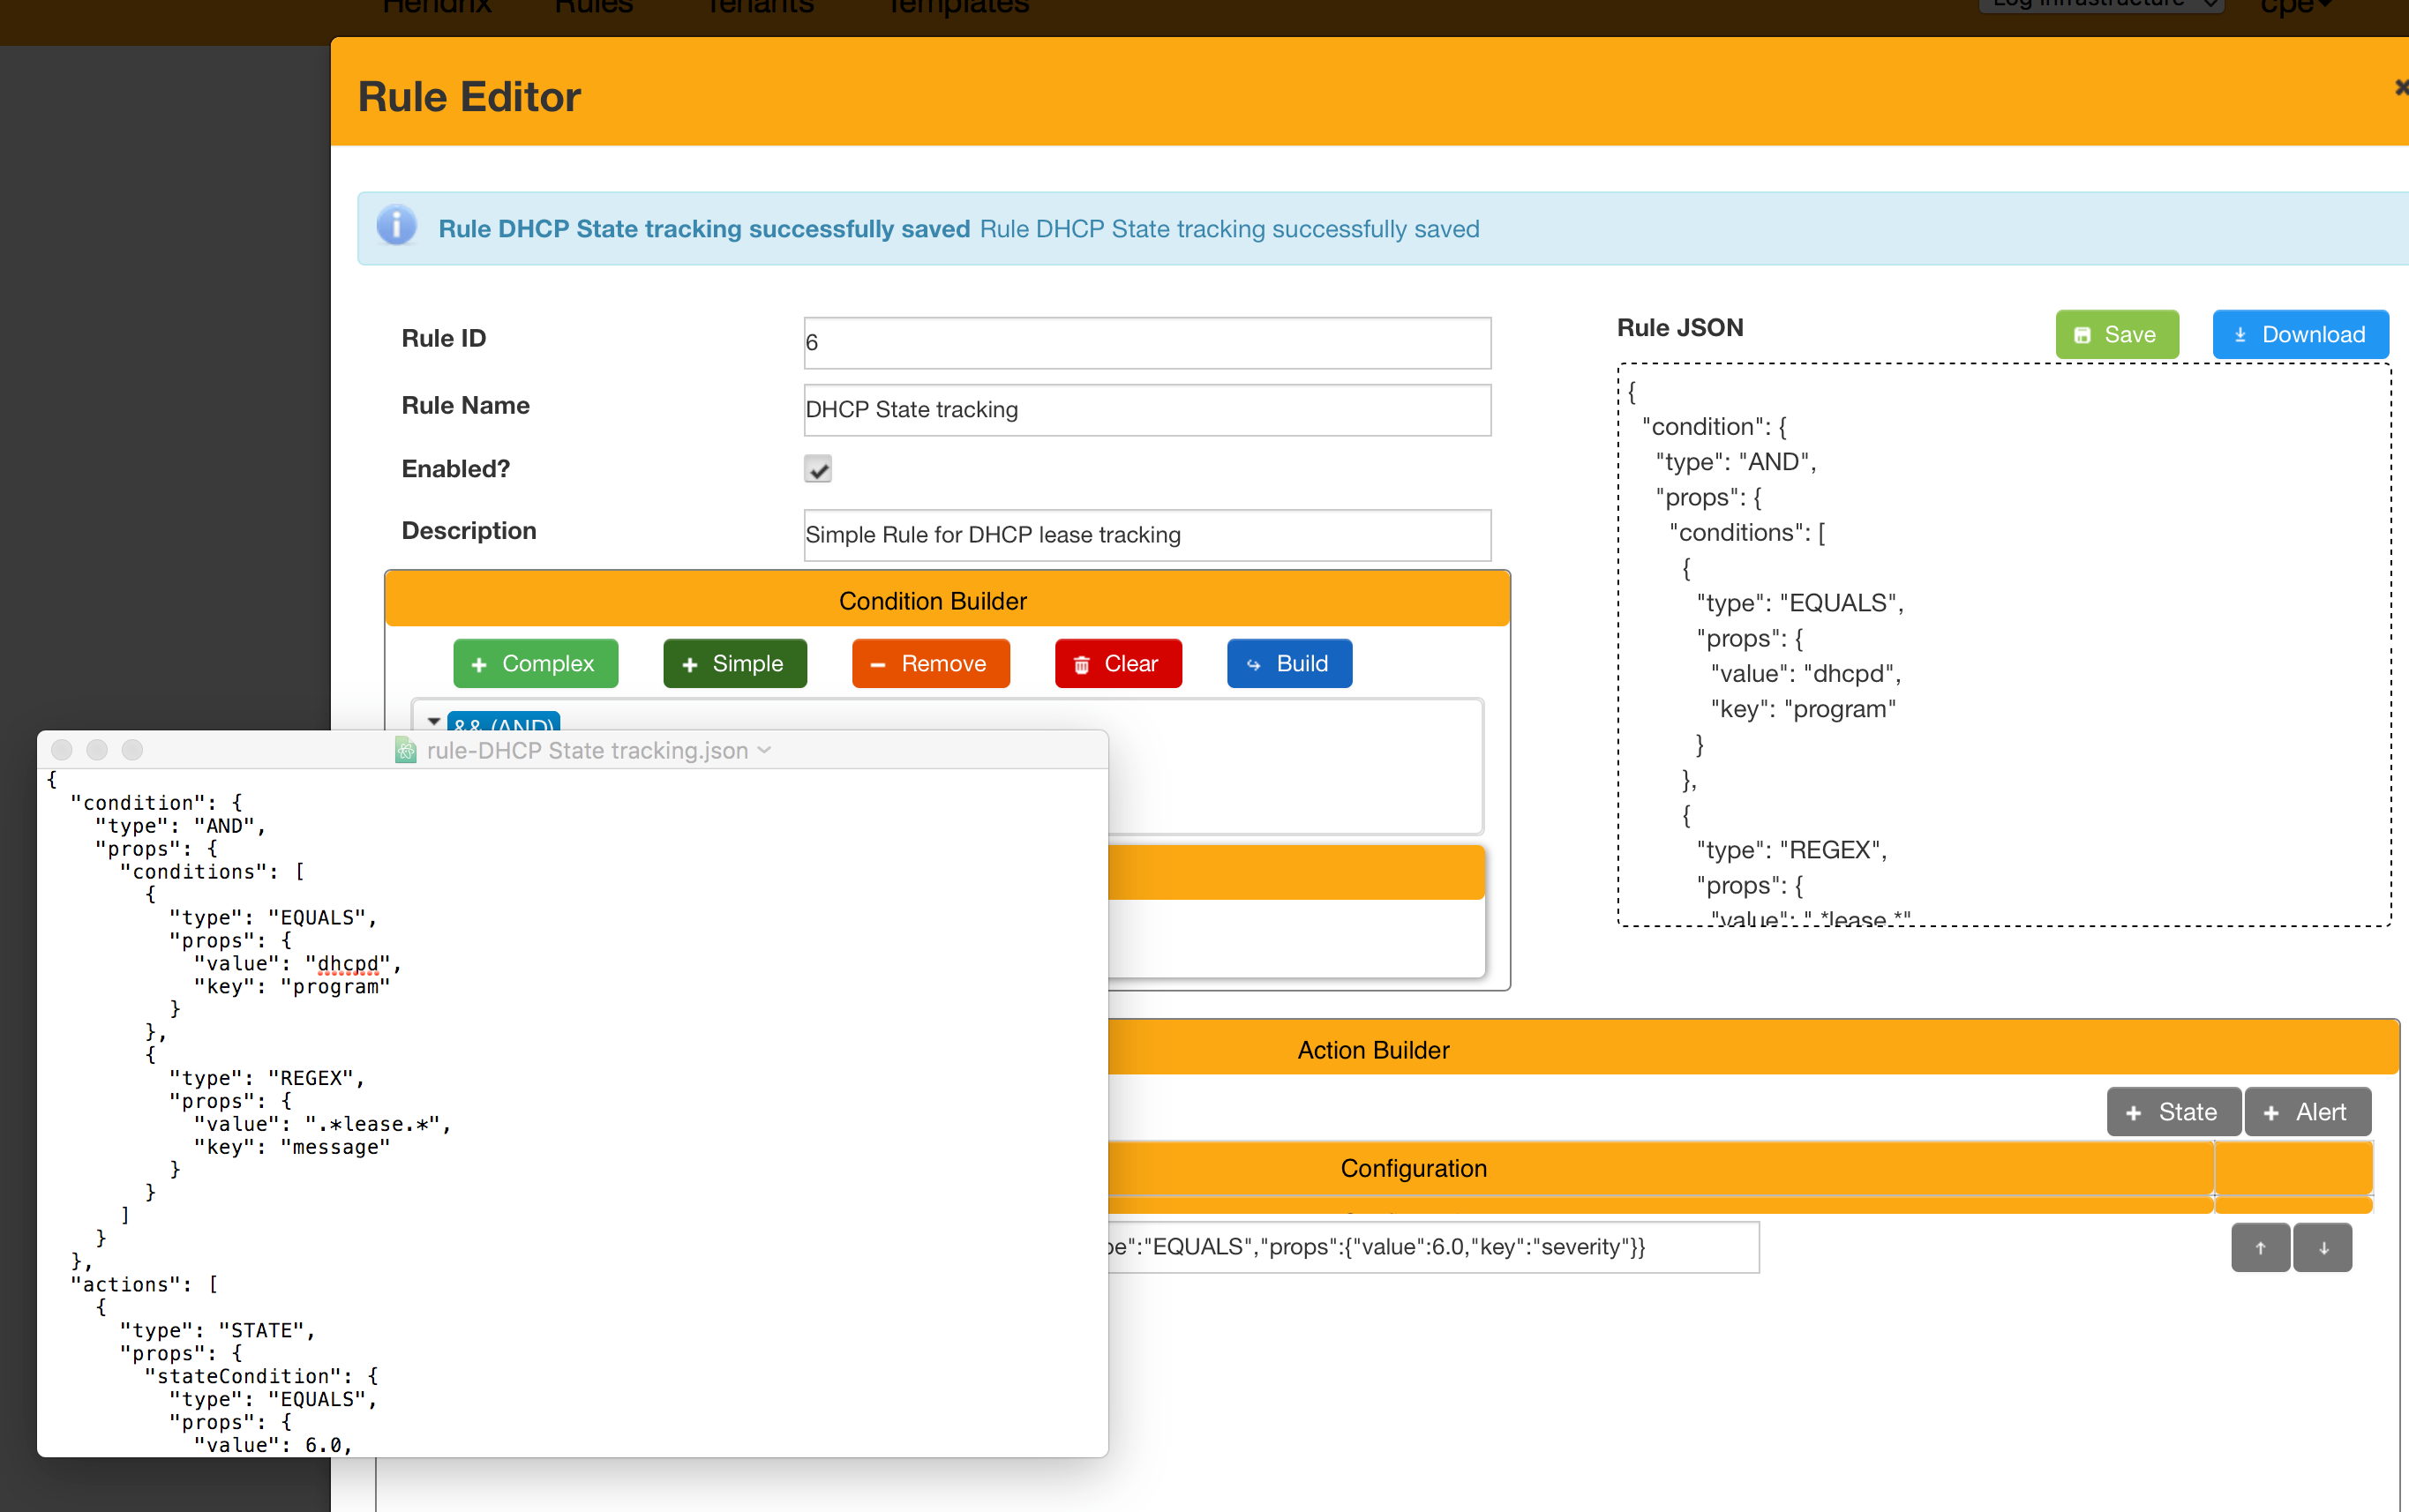 Hendrix Rules Tenants Templates Log Infrastructure cpe
Rule Editor
Rule DHCP State tracking successfully saved Rule DHCP State tracking successfully saved
Rule ID 6
Rule Name DHCP State tracking
Enabled?
Description Simple Rule for DHCP lease tracking
Condition Builder
Complex Simple Remove Clear Build
&& (AND)
Rule JSON Save Download
{
"condition": {
"type": "AND",
"props": {
"conditions": [
{
"type": "EQUALS",
"props": {
"value": "dhcpd",
"key": "program"
}
},
{
"type": "REGEX",
"props": {
"value": ".*lease.*"
Action Builder
+ State + Alert
Configuration
pe":"EQUALS","props":{"value":6.0,"key":"severity"}}
rule-DHCP State tracking.json
{
"condition": {
"type": "AND",
"props": {
"conditions": [
{
"type": "EQUALS",
"props": {
"value": "dhcpd",
"key": "program"
}
},
{
"type": "REGEX",
"props": {
"value": ".*lease.*",
"key": "message"
}
}
]
}
},
"actions": [
{
"type": "STATE",
"props": {
"stateCondition": {
"type": "EQUALS",
"props": {
"value": 6.0,